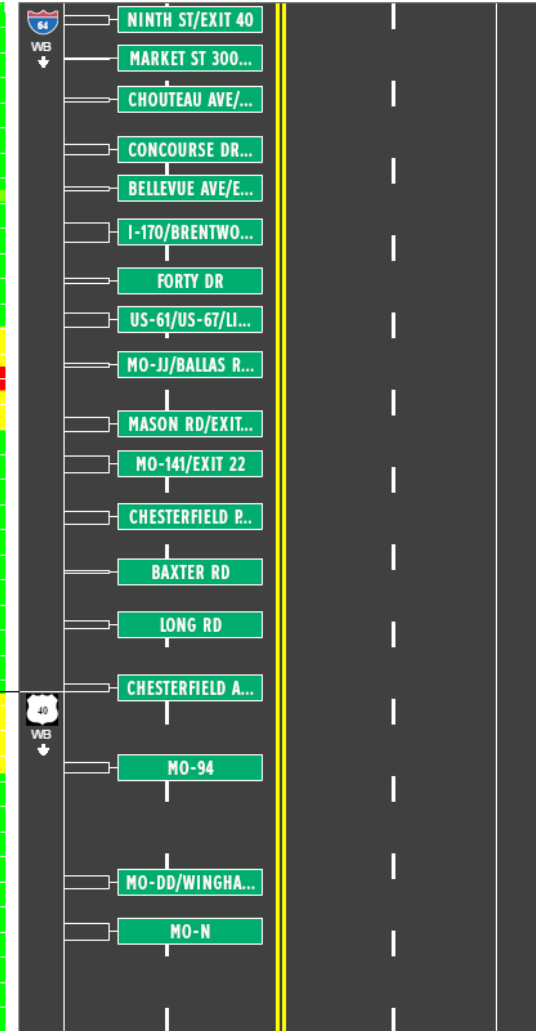 64
WB
NINTH ST/EXIT 40
MARKET ST 300...
CHOUTEAU AVE/...
CONCOURSE DR...
BELLEVUE AVE/E...
I-170/BRENTWO...
FORTY DR
US-61/US-67/LI...
MO-JJ/BALLAS R...
MASON RD/EXIT...
MO-141/EXIT 22
CHESTERFIELD P...
BAXTER RD
LONG RD
CHESTERFIELD A...
40
WB
MO-94
MO-DD/WINGHA...
MO-N